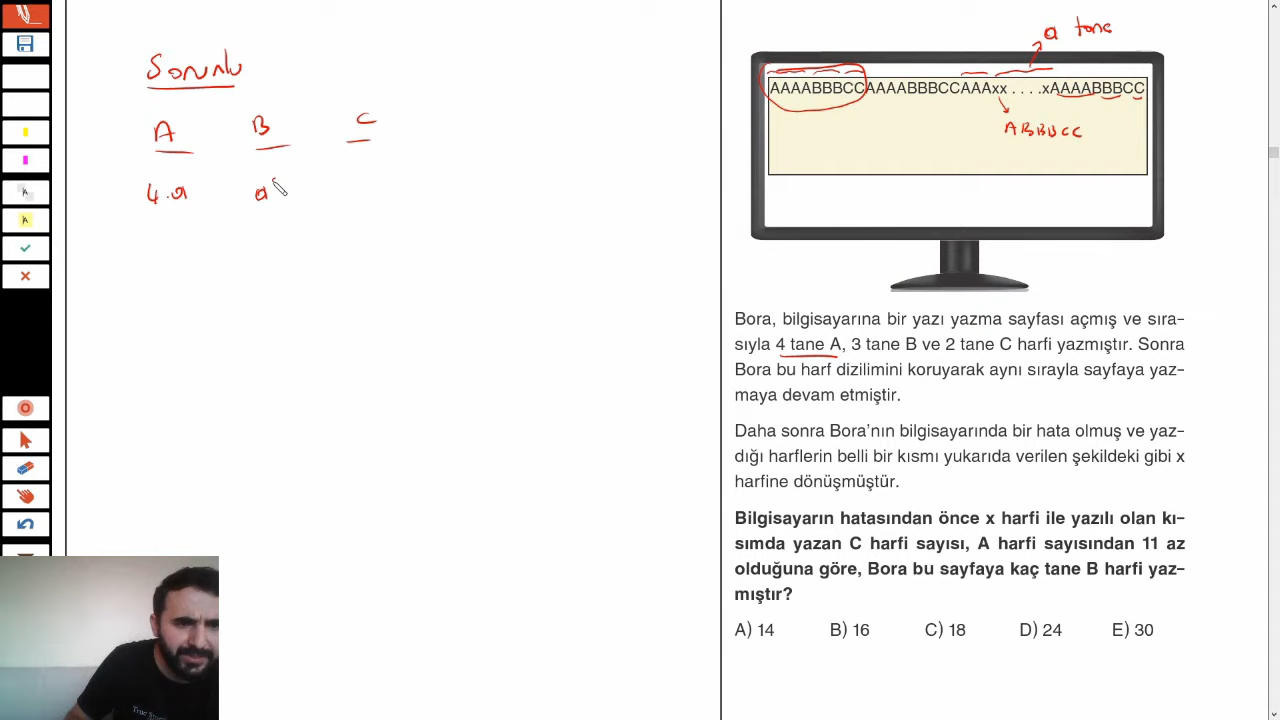 Sorunlu
A B C
4.a a
a tane
AAAABBBCCAAAABBBCCAAAxx . . . . xAAAABBBCC
ABBBCC
Bora, bilgisayarına bir yazı yazma sayfası açmış ve sıra-
sıyla 4 tane A, 3 tane B ve 2 tane C harfi yazmıştır. Sonra
Bora bu harf dizilimini koruyarak aynı sırayla sayfaya yaz-
maya devam etmiştir.
Daha sonra Bora’nın bilgisayarında bir hata olmuş ve yaz-
dığı harflerin belli bir kısmı yukarıda verilen şekildeki gibi x
harfine dönüşmüştür.
Bilgisayarın hatasından önce x harfi ile yazılı olan kı-
sımda yazan C harfi sayısı, A harfi sayısından 11 az
olduğuna göre, Bora bu sayfaya kaç tane B harfi yaz-
mıştır?
A) 14 B) 16 C) 18 D) 24 E) 30